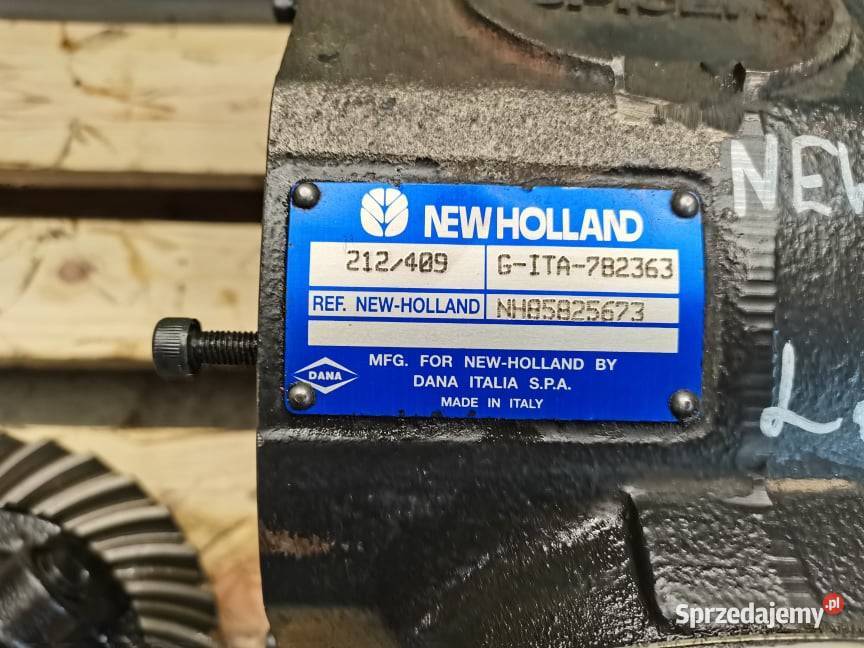 NEW HOLLAND
212/409 G-ITA-782363
REF. NEW-HOLLAND NH85825673
DANA
MFG. FOR NEW-HOLLAND BY
DANA ITALIA S.P.A.
MADE IN ITALY
NEW
Sprzedajemy.pl